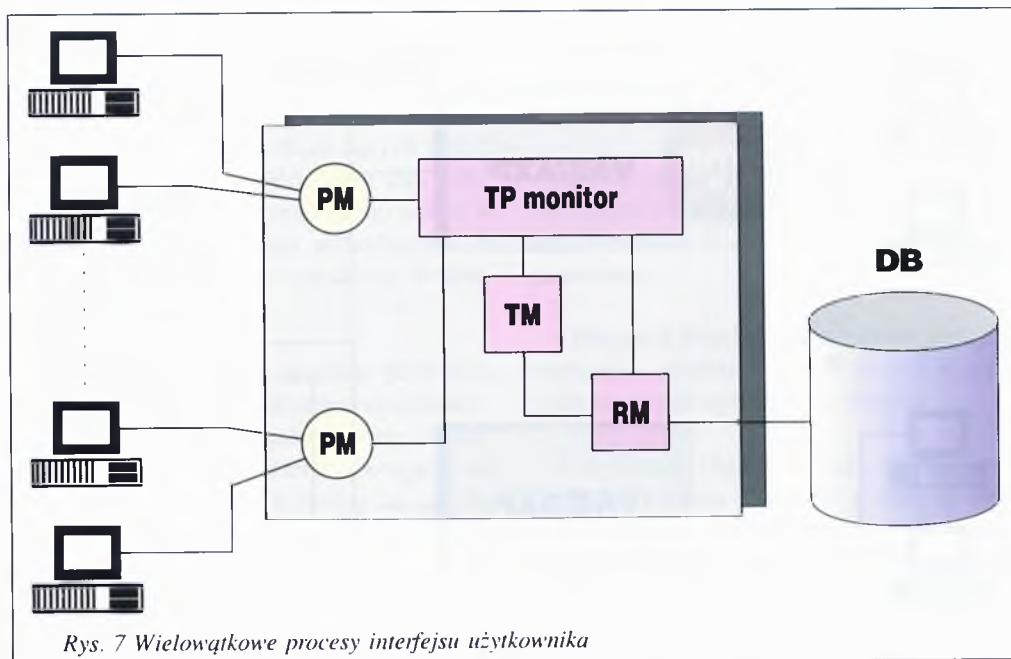 PM
TP monitor
DB
TM
RM
PM
Rys. 7 Wielowątkowe procesy interfejsu użytkownika